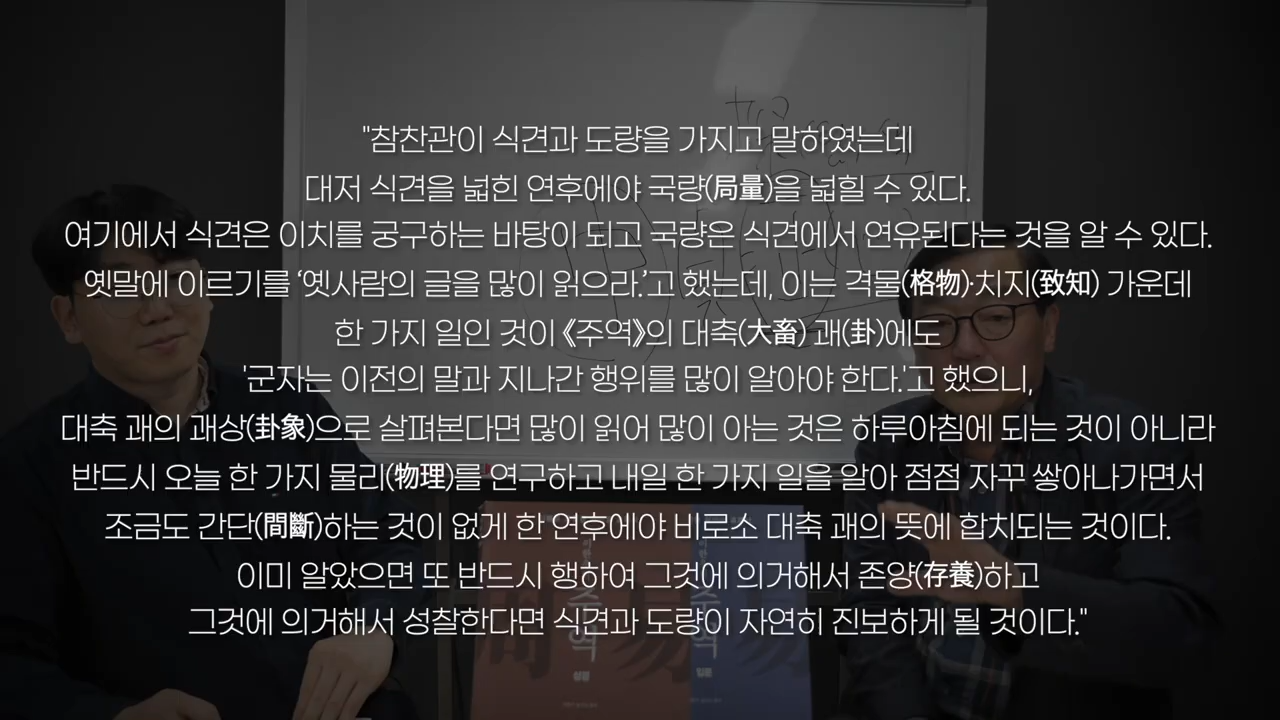 "참찬관이 식견과 도량을 가지고 말하였는데
대저 식견을 넓힌 연후에야 국량(局量)을 넓힐 수 있다.
여기에서 식견은 이치를 궁구하는 바탕이 되고 국량은 식견에서 연유된다는 것을 알 수 있다.
옛말에 이르기를 '옛사람의 글을 많이 읽으라.'고 했는데, 이는 격물(格物)·치지(致知) 가운데
한 가지 일인 것이 《주역》의 대축(大畜) 괘(卦)에도
'군자는 이전의 말과 지나간 행위를 많이 알아야 한다.'고 했으니,
대축 괘의 괘상(卦象)으로 살펴본다면 많이 읽어 많이 아는 것은 하루아침에 되는 것이 아니라
반드시 오늘 한 가지 물리(物理)를 연구하고 내일 한 가지 일을 알아 점점 자꾸 쌓아나가면서
조금도 간단(間斷)하는 것이 없게 한 연후에야 비로소 대축 괘의 뜻에 합치되는 것이다.
이미 알았으면 또 반드시 행하여 그것에 의거해서 존양(存養)하고
그것에 의거해서 성찰한다면 식견과 도량이 자연히 진보하게 될 것이다."